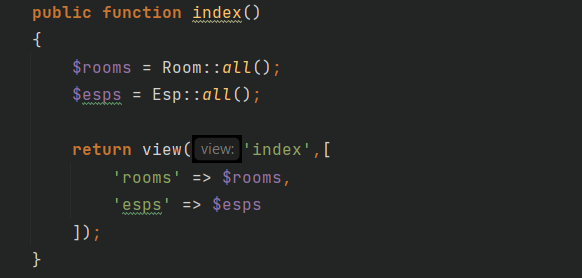 public function index()
{
$rooms = Room::all();
$esps = Esp::all();
return view( view: 'index',[
'rooms' => $rooms,
'esps' => $esps
]);
}